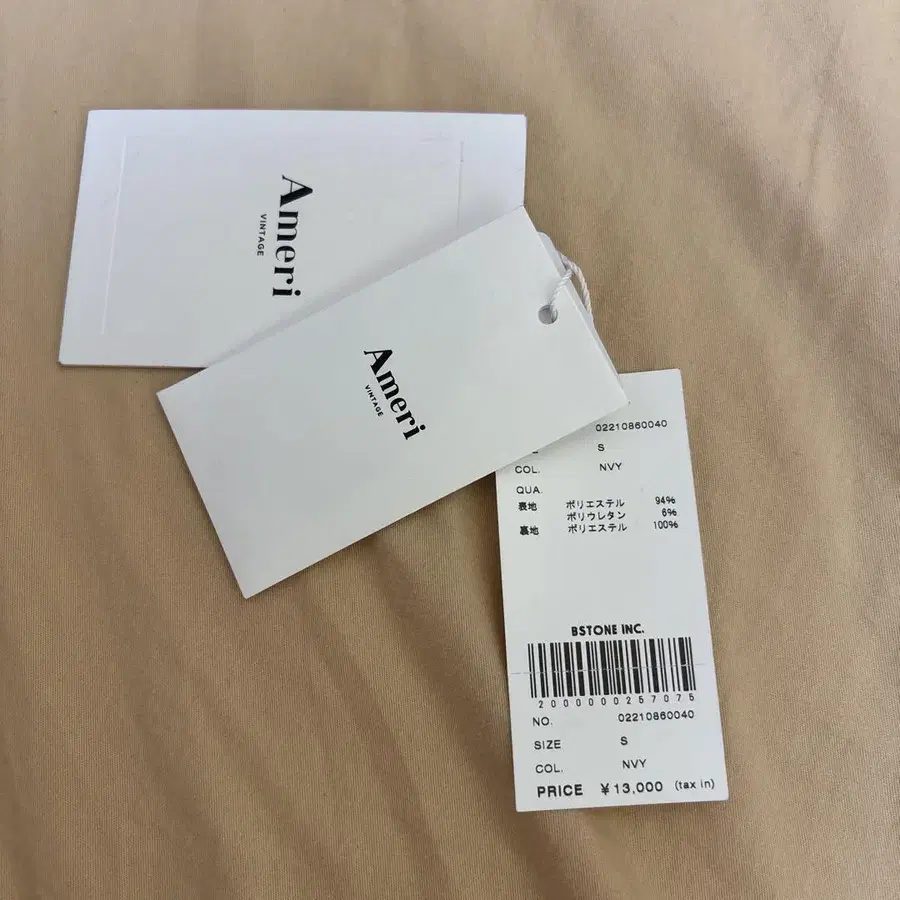 Ameri
VINTAGE
Ameri
VINTAGE
02210860040
S
COL. NVY
QUA.
表地 ポリエステル 94%
ポリウレタン 6%
裏地 ポリエステル 100%
BSTONE INC.
2000000257075
NO. 02210860040
SIZE S
COL. NVY
PRICE ¥13,000 (tax in)